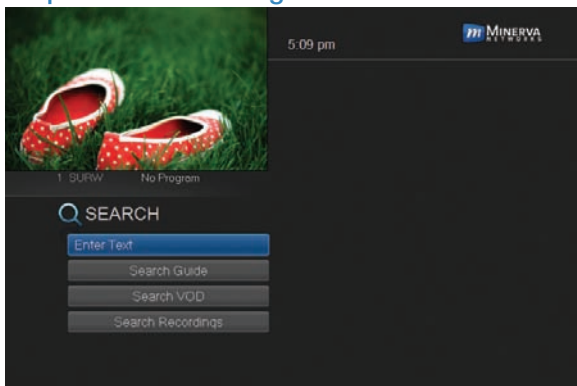 5:09 pm
m MINERVA
NETWORKS
1 SURW No Program
SEARCH
Enter Text
Search Guide
Search VOD
Search Recordings